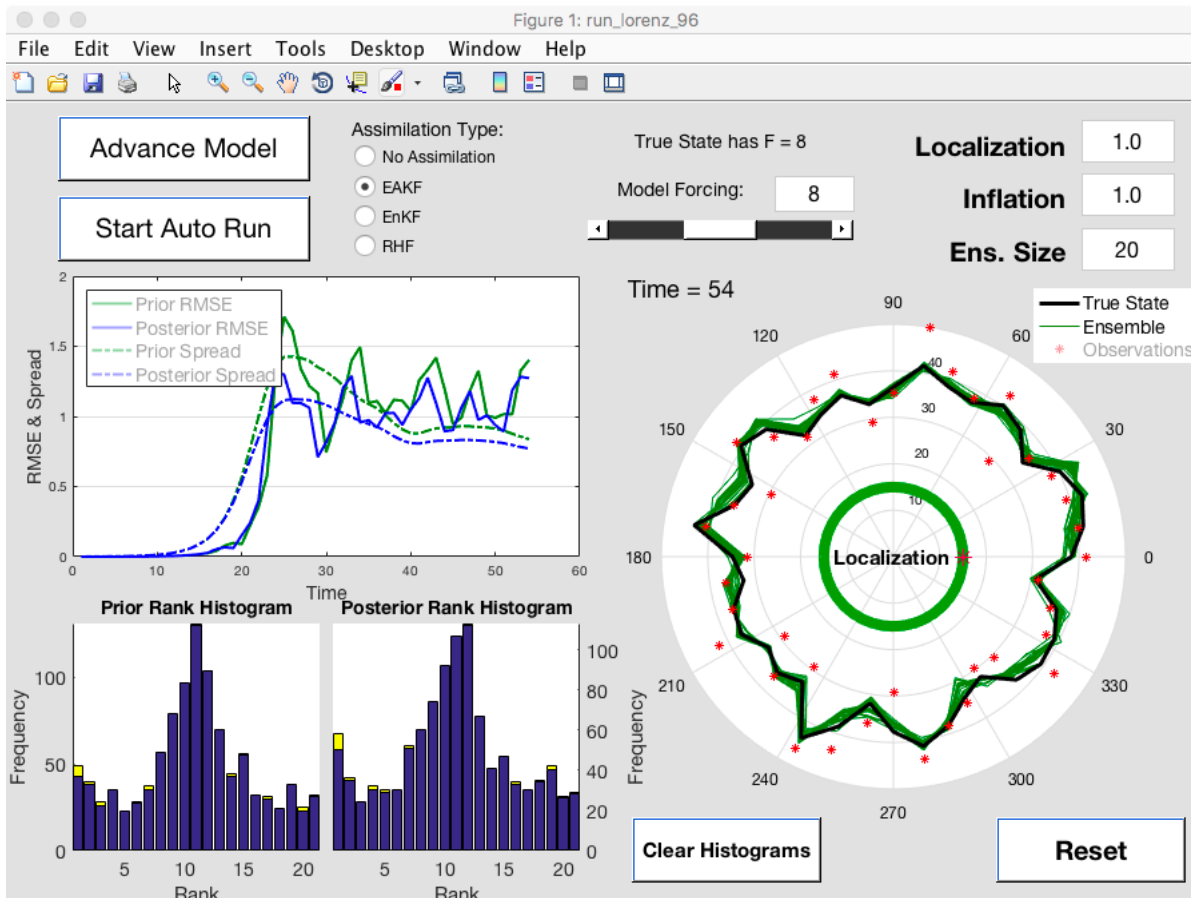 Figure 1: run_lorenz_96
File Edit View Insert Tools Desktop Window Help
Advance Model
Start Auto Run
Assimilation Type:
No Assimilation
EAKF
EnKF
RHF
True State has F = 8
Model Forcing: 8
Localization 1.0
Inflation 1.0
Ens. Size 20
2
1.5
1
0.5
0
RMSE & Spread
Prior RMSE
Posterior RMSE
Prior Spread
Posterior Spread
0 10 20 30 40 50 60
Time
Time = 54
True State
Ensemble
Observations
90
60
30
0
330
300
270
240
210
180
150
120
40
30
20
10
Localization
Prior Rank Histogram
Frequency
100
50
0
5 10 15 20
Rank
Posterior Rank Histogram
Frequency
100
80
60
40
20
0
5 10 15 20
Rank
Clear Histograms
Reset